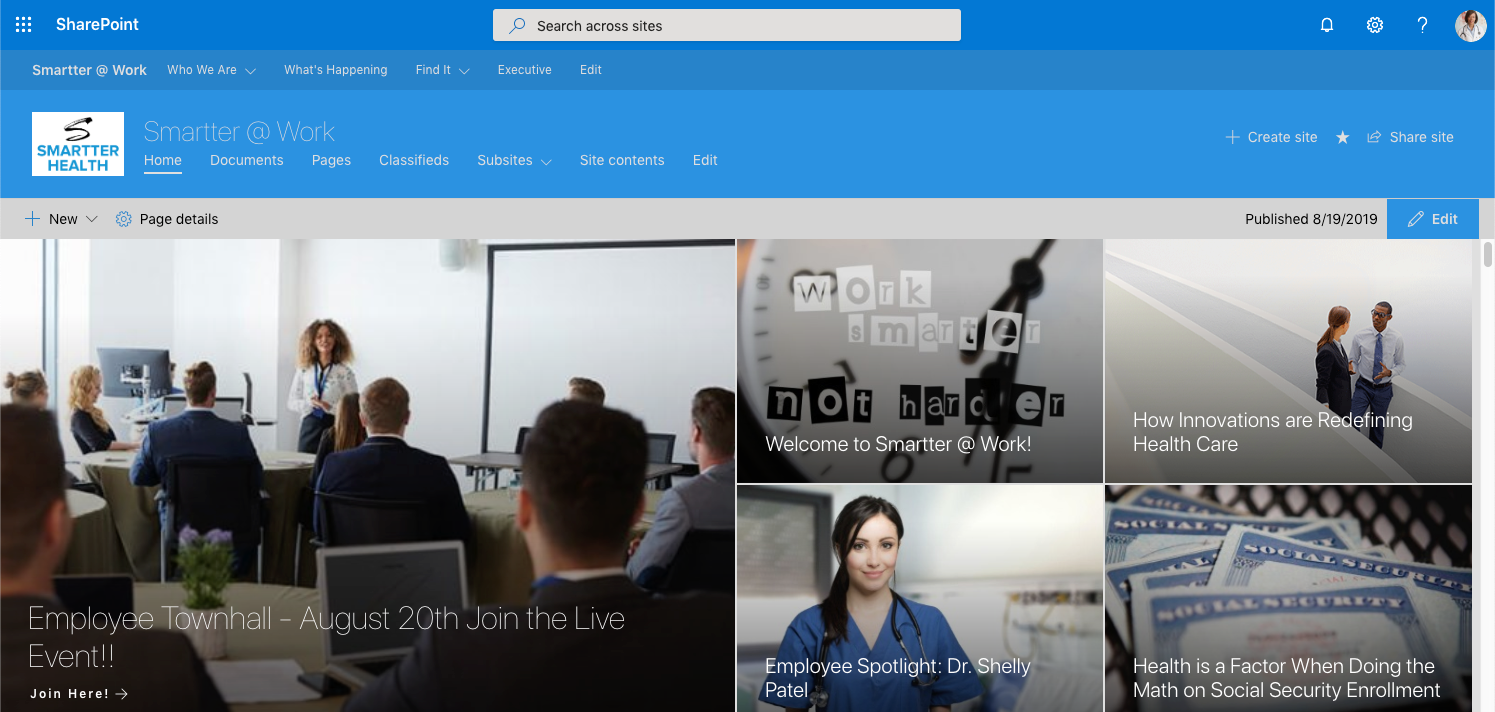 SharePoint
Search across sites
?
Smartter @ Work
Who We Are
What's Happening
Find It
Executive
Edit
SMARTTER
HEALTH
Smartter @ Work
Home
Documents
Pages
Classifieds
Subsites
Site contents
Edit
Create site
Share site
New
Page details
Published 8/19/2019
Edit
Employee Townhall - August 20th Join the Live
Event!!
Join Here!
work
smarter
not harder
Welcome to Smartter @ Work!
How Innovations are Redefining
Health Care
Employee Spotlight: Dr. Shelly
Patel
SOCIAL SECURITY
SOCIAL SECURITY
SOCIAL SECURITY
Health is a Factor When Doing the
Math on Social Security Enrollment